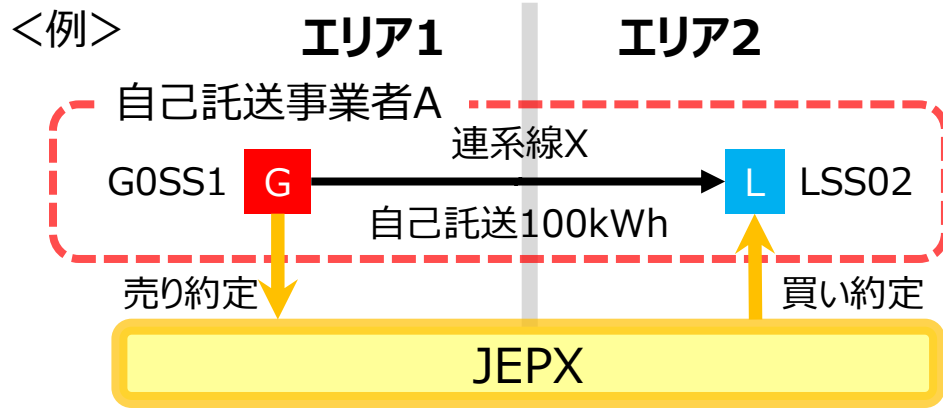 ＜例＞
エリア1 エリア2
自己託送事業者A
連系線X
G0SS1 G L LSS02
自己託送100kWh
売り約定 買い約定
JEPX